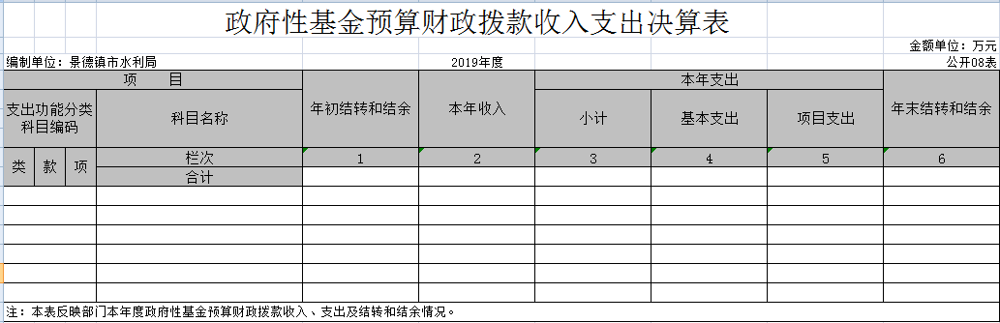 政府性基金预算财政拨款收入支出决算表
金额单位：万元
编制单位：景德镇市水利局 2019年度 公开08表
项 目 年初结转和结余 本年收入 本年支出 年末结转和结余
支出功能分类
科目编码 科目名称 小计 基本支出 项目支出
类 款 项 栏次 1 2 3 4 5 6
合计
注：本表反映部门本年度政府性基金预算财政拨款收入、支出及结转和结余情况。